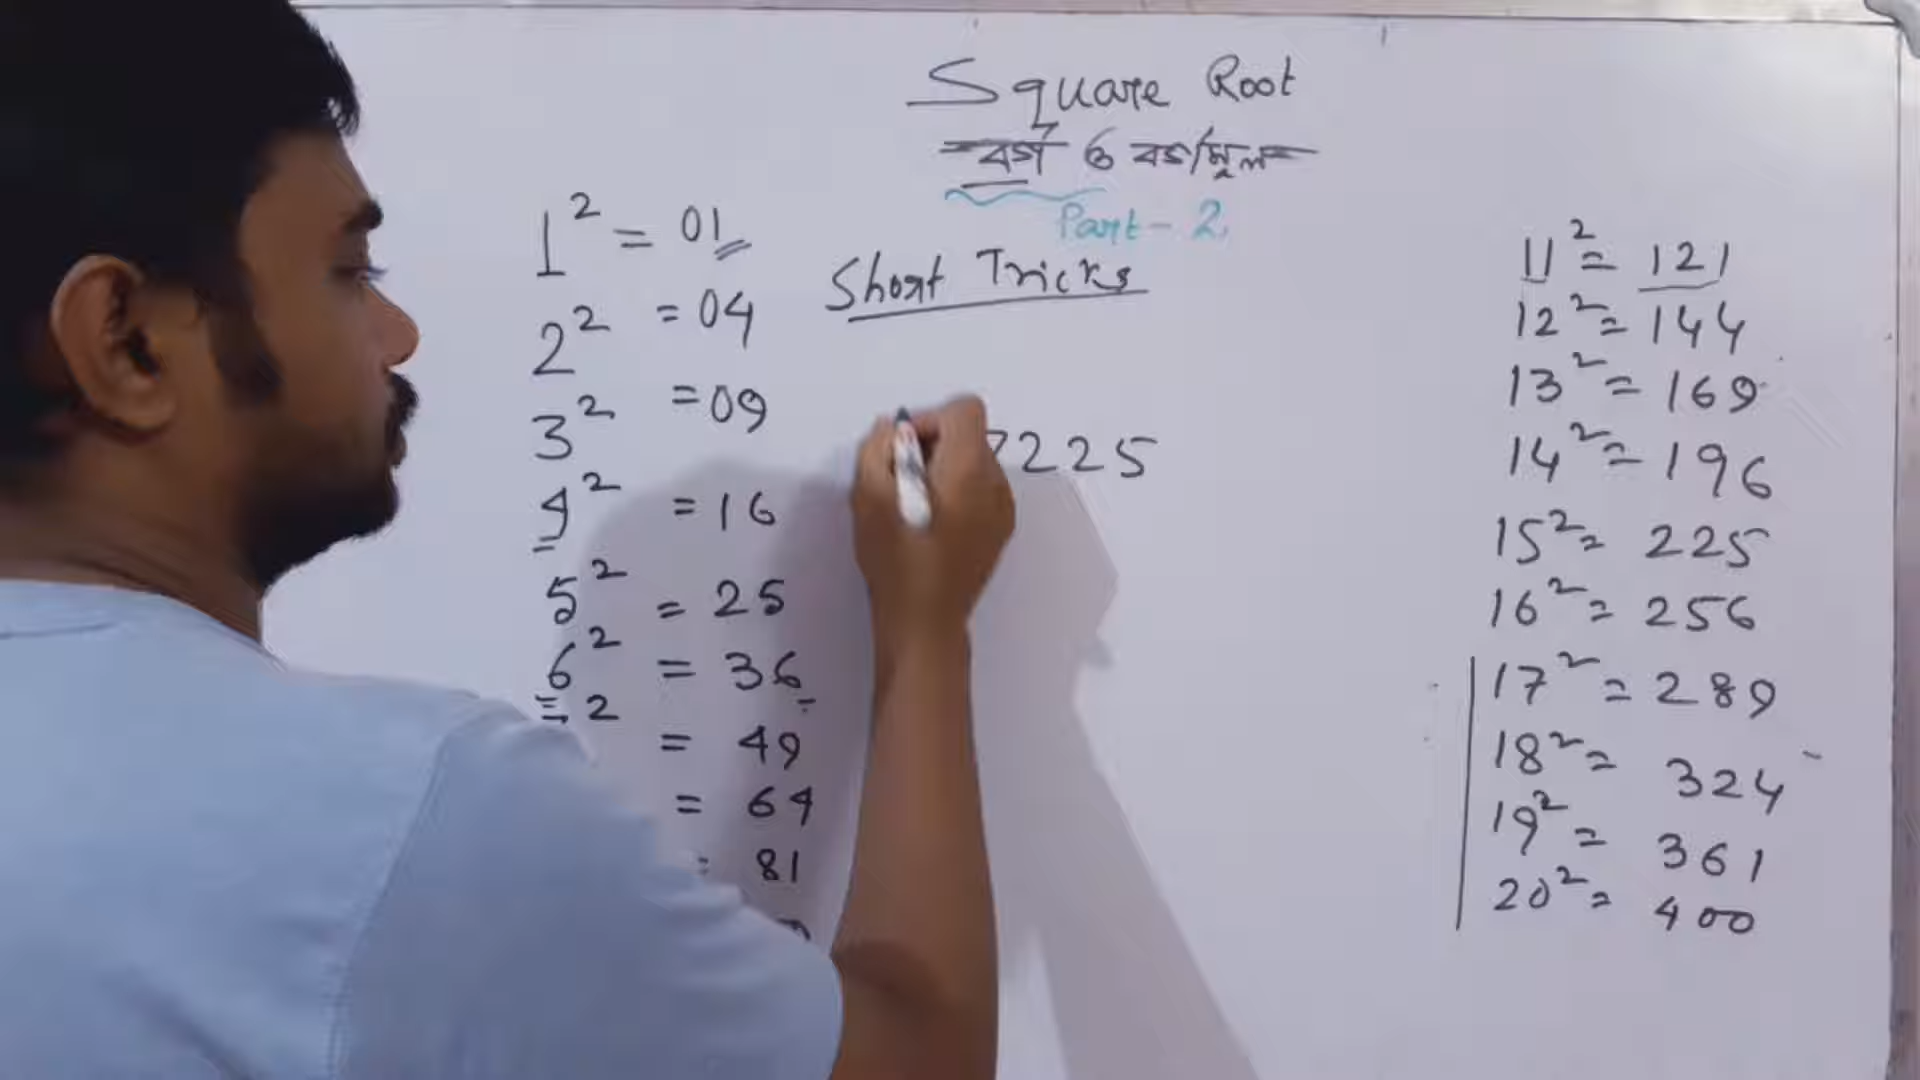 Square Root
বর্গ ও বর্গমূল
Part - 2
Short Tricks
1² = 01
2² = 04
3² = 09
4² = 16
5² = 25
6² = 36
2 = 49
= 64
= 81
7225
11² = 121
12² = 144
13² = 169
14² = 196
15² = 225
16² = 256
17² = 289
18² = 324
19² = 361
20² = 400